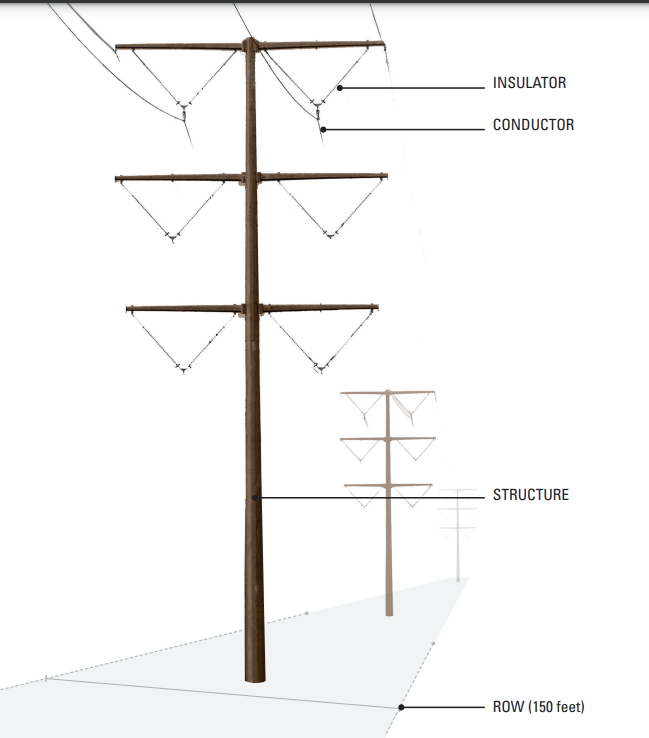 INSULATOR
CONDUCTOR
STRUCTURE
ROW (150 feet)